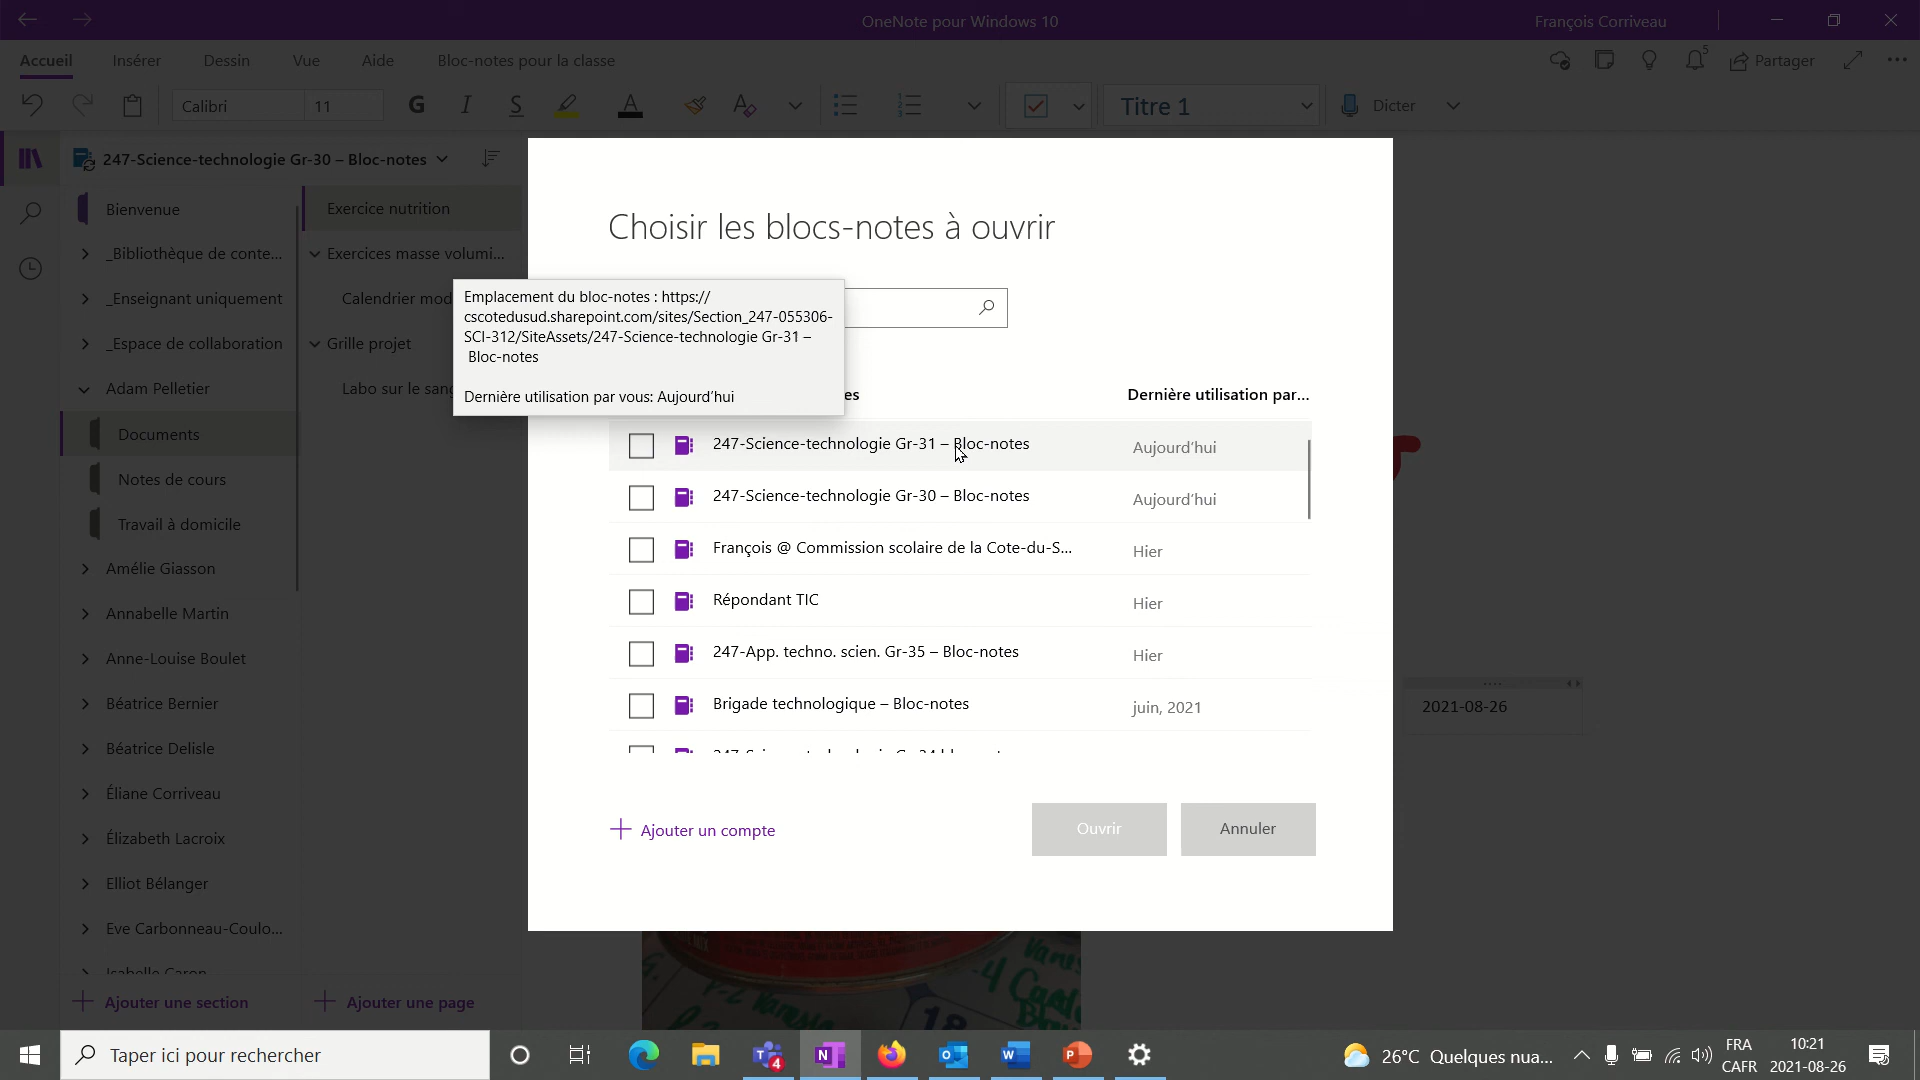 OneNote pour Windows 10
François Corriveau
Accueil
Insérer
Dessin
Vue
Aide
Bloc-notes pour la classe
5
Partager
Calibri
11
G
I
S
A
A
Titre 1
Dicter
247-Science-technologie Gr-30 – Bloc-notes
Bienvenue
_Bibliothèque de conte...
_Enseignant uniquement
_Espace de collaboration
Adam Pelletier
Documents
Notes de cours
Travail à domicile
Amélie Giasson
Annabelle Martin
Anne-Louise Boulet
Béatrice Bernier
Béatrice Delisle
Éliane Corriveau
Élizabeth Lacroix
Elliot Bélanger
Eve Carbonneau-Coulo...
Isabelle Caron
Ajouter une section
Exercice nutrition
Exercices masse volumi...
Calendrier mod
Grille projet
Labo sur le sang
Ajouter une page
Choisir les blocs-notes à ouvrir
Emplacement du bloc-notes : https://
cscotedusud.sharepoint.com/sites/Section_247-055306-
SCI-312/SiteAssets/247-Science-technologie Gr-31 –
Bloc-notes
Dernière utilisation par vous: Aujourd'hui
es
Dernière utilisation par...
247-Science-technologie Gr-31 – Bloc-notes
Aujourd'hui
247-Science-technologie Gr-30 – Bloc-notes
Aujourd'hui
François @ Commission scolaire de la Cote-du-S...
Hier
Répondant TIC
Hier
247-App. techno. scien. Gr-35 – Bloc-notes
Hier
Brigade technologique – Bloc-notes
juin, 2021
Ajouter un compte
Ouvrir
Annuler
2021-08-26
18
Taper ici pour rechercher
4
26°C Quelques nua...
FRA
CAFR
10:21
2021-08-26